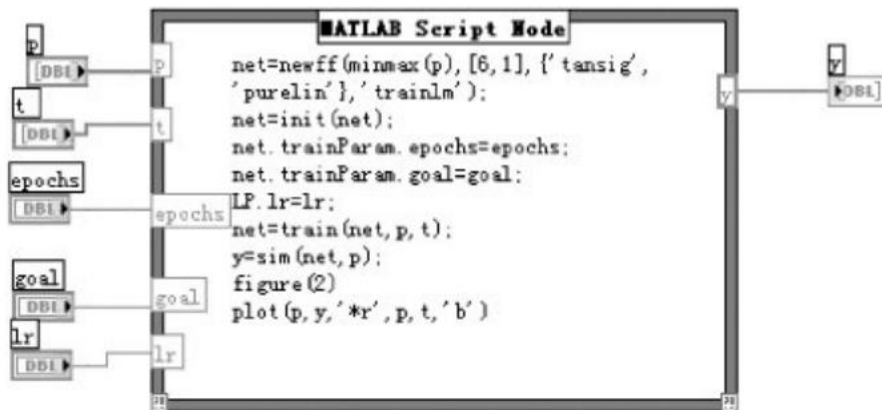 MATLAB Script Node
p
[DBL]
p
t
[DBL]
t
epochs
DBL
epochs
goal
DBL
goal
lr
DBL
lr
net=newff(minmax(p),[6,1],{'tansig',
'purelin'},'trainlm');
net=init(net);
net.trainParam.epochs=epochs;
net.trainParam.goal=goal;
LP.lr=lr;
net=train(net,p,t);
y=sim(net,p);
figure(2)
plot(p,y,'*r',p,t,'b')
y
y
[DBL]